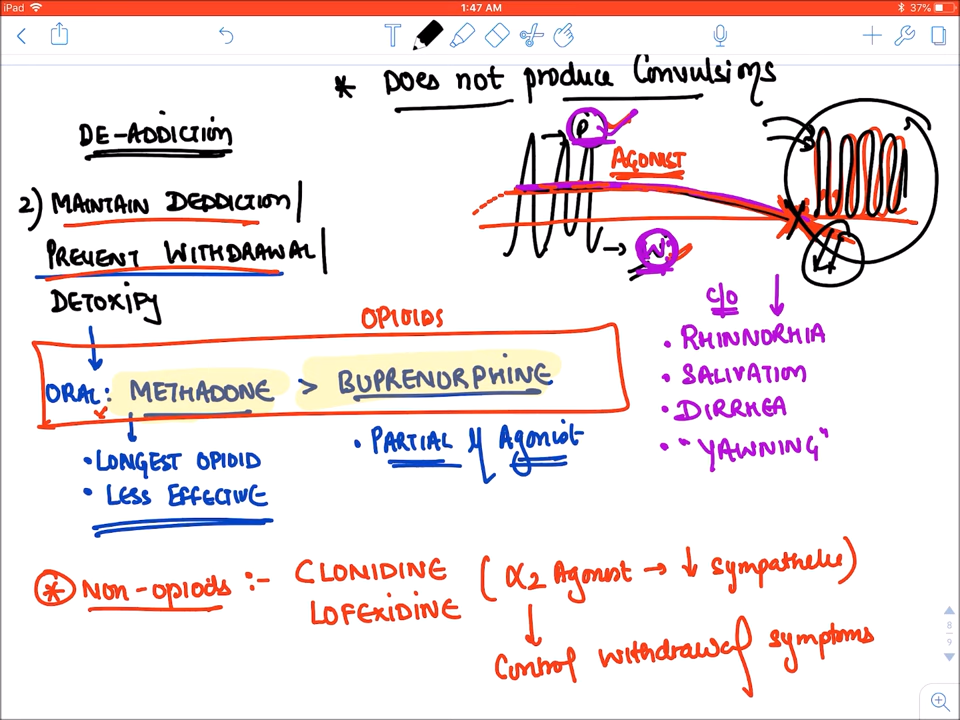 iPad
1:47 AM
37%
T
* Does not produce Convulsions
DE-ADDICTION
P
AGONIST
W
2) MAINTAIN DEDDICTION/
PREVENT WITHDRAWAL/
DETOXIFY
c/o
OPIOIDS
• RHINNORHIA
• SALIVATION
• DIRRHEA
• "YAWNING"
ORAL: METHADONE > BUPRENORPHINE
• LONGEST OPIOID
• LESS EFFECTIVE
• PARTIAL μ Agonist
* Non-opioids :- CLONIDINE (α2 Agonist → ↓ sympathetic)
LOFEXIDINE
Control withdrawal symptoms
8
9